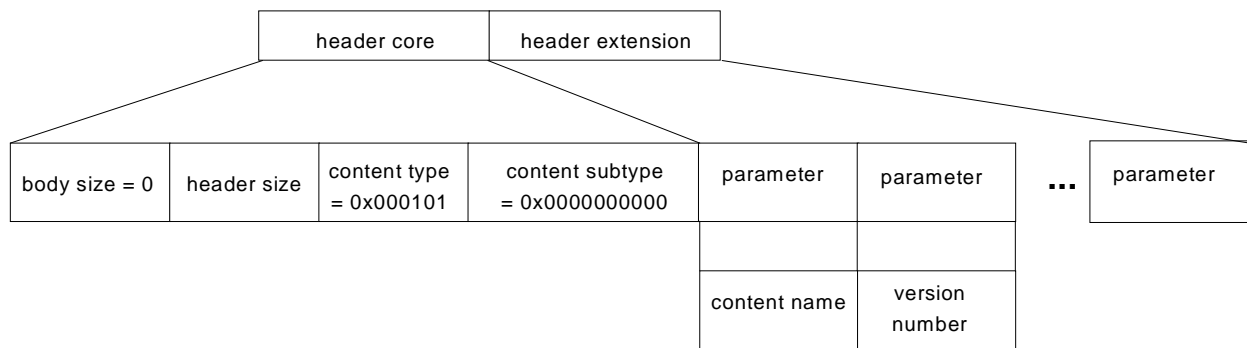 header core
header extension
body size = 0
header size
content type
= 0x000101
content subtype
= 0x0000000000
parameter
parameter
...
parameter
content name
version
number